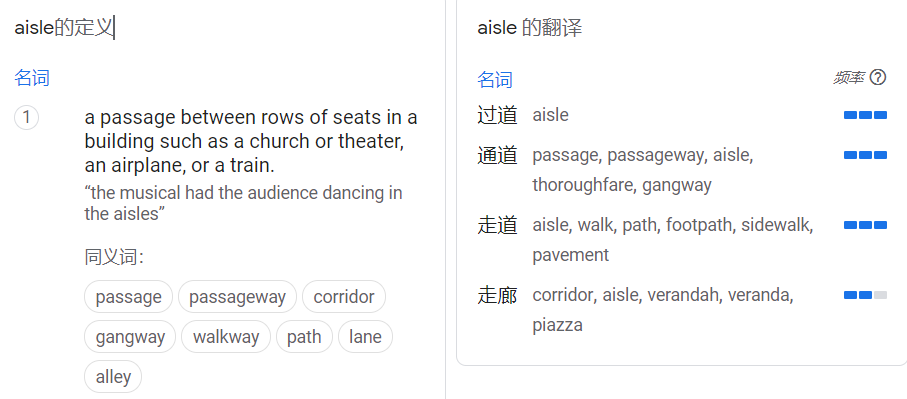 aisle的定义
名词
1
a passage between rows of seats in a
building such as a church or theater,
an airplane, or a train.
“the musical had the audience dancing in
the aisles”
同义词：
passage passageway corridor
gangway walkway path lane
alley
aisle 的翻译
名词 频率 ?
过道 aisle
通道 passage, passageway, aisle,
thoroughfare, gangway
走道 aisle, walk, path, footpath, sidewalk,
pavement
走廊 corridor, aisle, verandah, veranda,
piazza